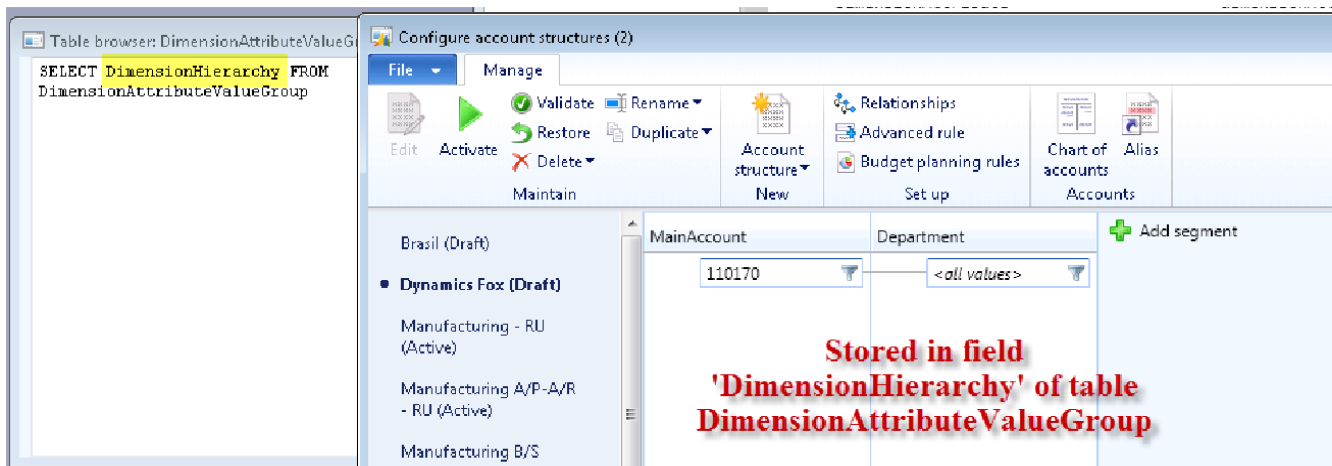 Table browser: DimensionAttributeValueG
SELECT DimensionHierarchy FROM
DimensionAttributeValueGroup
Configure account structures (2)
File
Manage
Edit
Activate
Validate
Restore
Delete
Rename
Duplicate
Maintain
Account
structure
New
Relationships
Advanced rule
Budget planning rules
Set up
Chart of
accounts
Alias
Accounts
Brasil (Draft)
Dynamics Fox (Draft)
Manufacturing - RU
(Active)
Manufacturing A/P-A/R
- RU (Active)
Manufacturing B/S
MainAccount
Department
Add segment
110170
<all values>
Stored in field
'DimensionHierarchy' of table
DimensionAttributeValueGroup